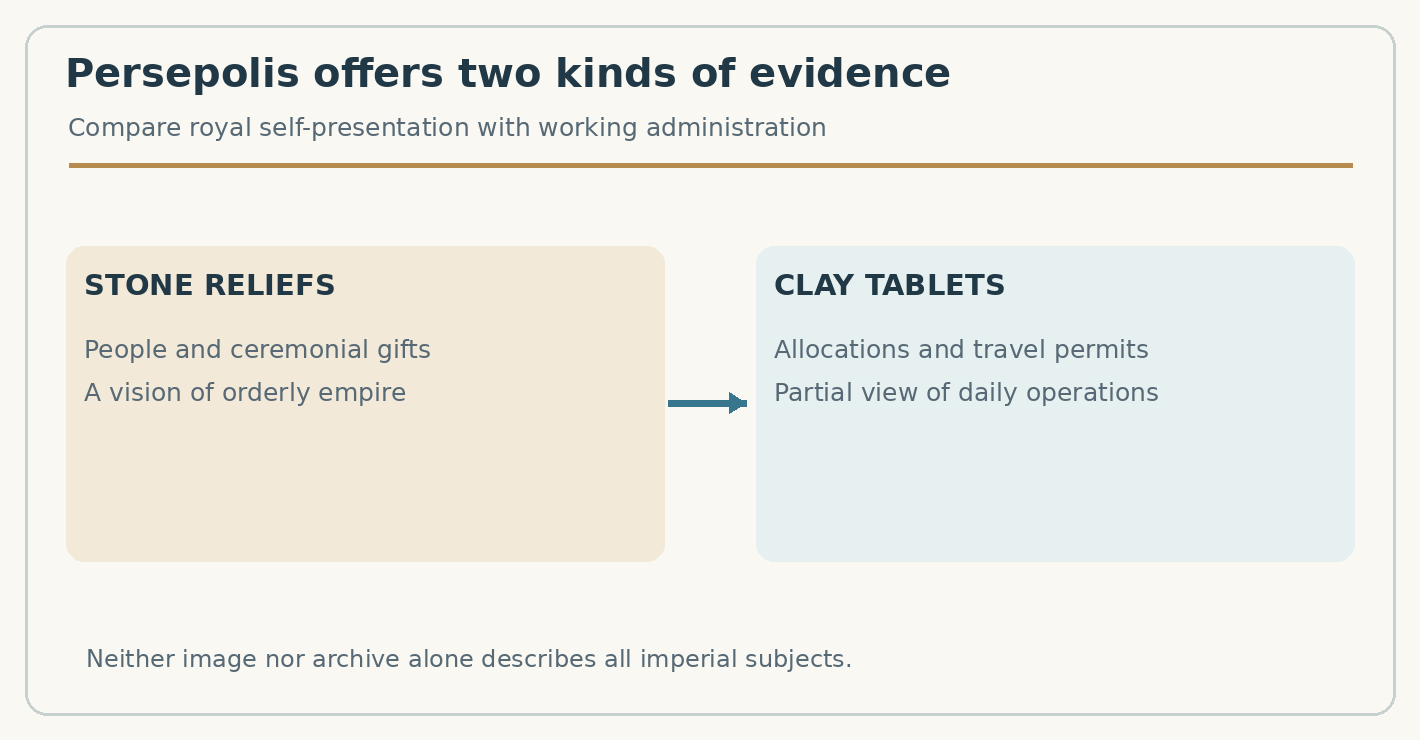 Persepolis offers two kinds of evidence
Compare royal self-presentation with working administration
STONE RELIEFS
People and ceremonial gifts
A vision of orderly empire
CLAY TABLETS
Allocations and travel permits
Partial view of daily operations
Neither image nor archive alone describes all imperial subjects.